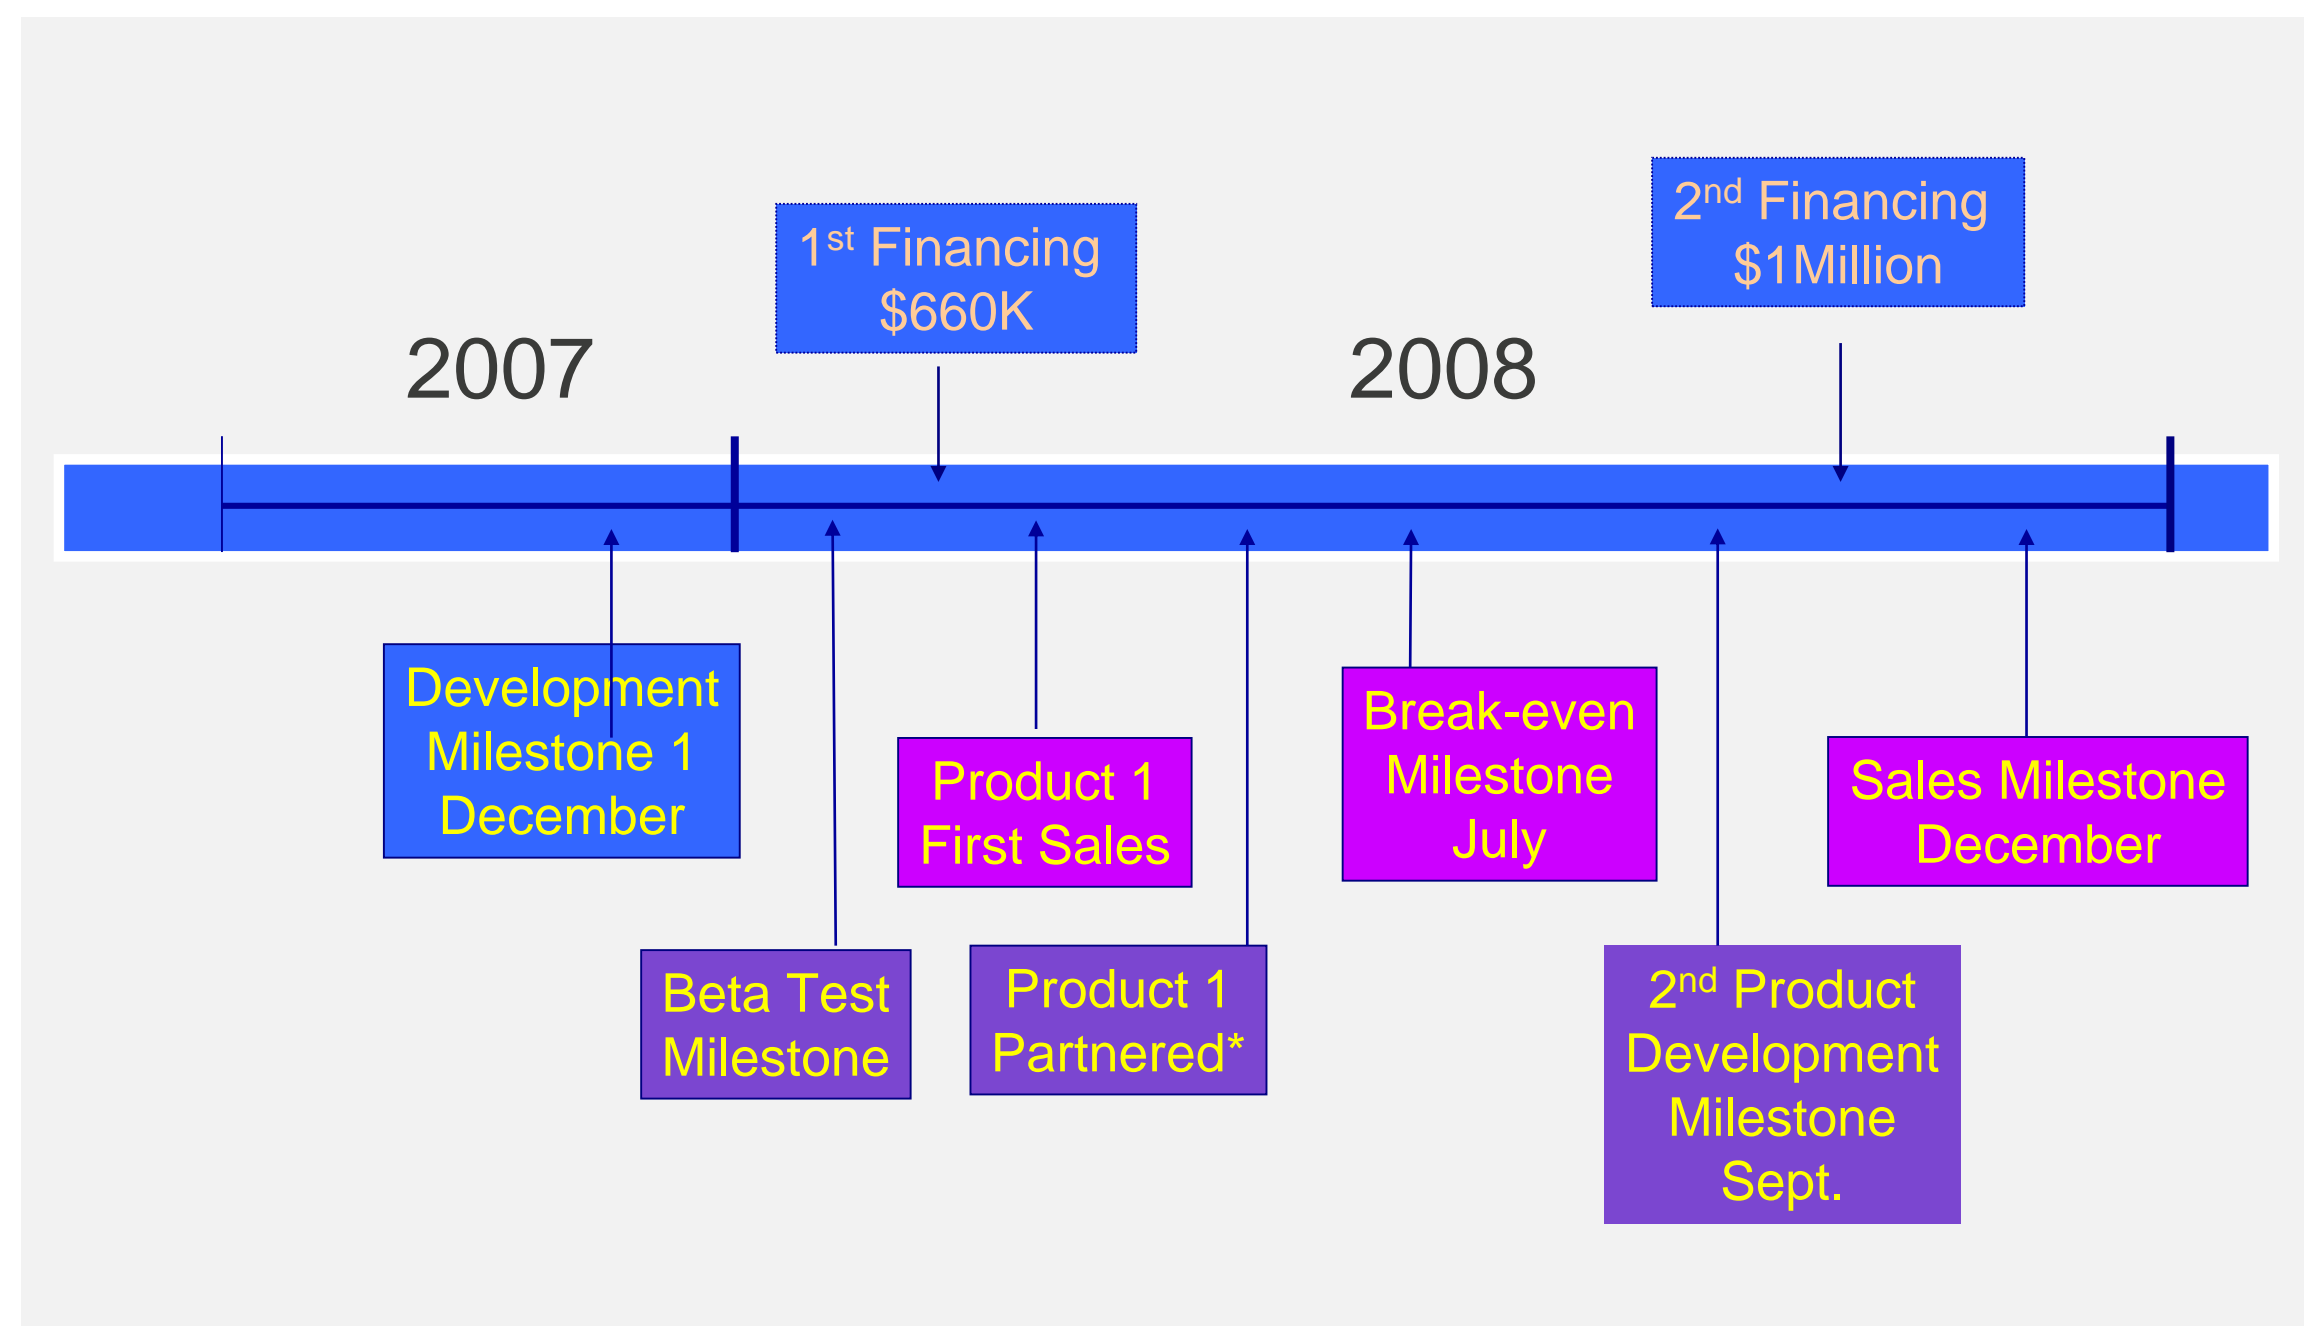 2nd Financing
$1Million
1st Financing
$660K
2007
2008
Development
Milestone 1
December
Break-even
Milestone
July
Product 1
First Sales
Sales Milestone
December
Beta Test
Milestone
Product 1
Partnered*
2nd Product
Development
Milestone
Sept.